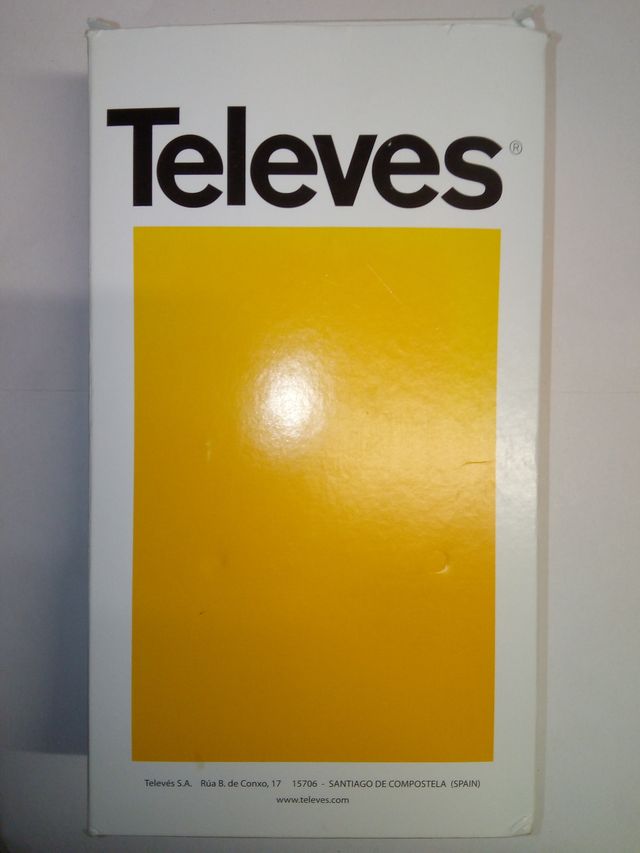 Televes®
Televés S.A. Rúa B. de Conxo, 17 15706 - SANTIAGO DE COMPOSTELA (SPAIN)
www.televes.com